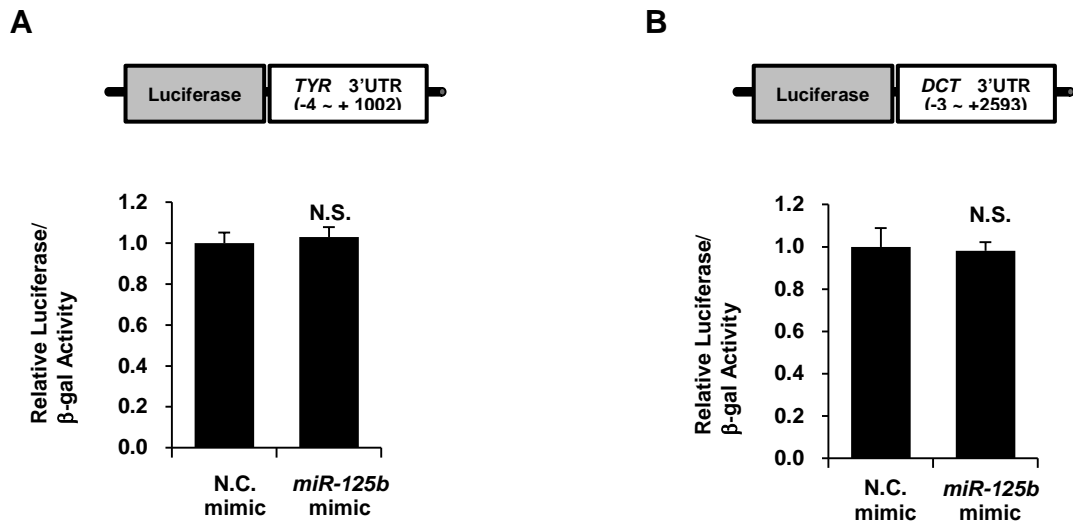 A
Luciferase
TYR 3'UTR
(-4 ~ + 1002)
Relative Luciferase/
β-gal Activity
1.2
1.0
0.8
0.6
0.4
0.2
0.0
N.S.
N.C.
mimic
miR-125b
mimic
B
Luciferase
DCT 3'UTR
(-3 ~ +2593)
Relative Luciferase/
β-gal Activity
1.2
1.0
0.8
0.6
0.4
0.2
0.0
N.S.
N.C.
mimic
miR-125b
mimic